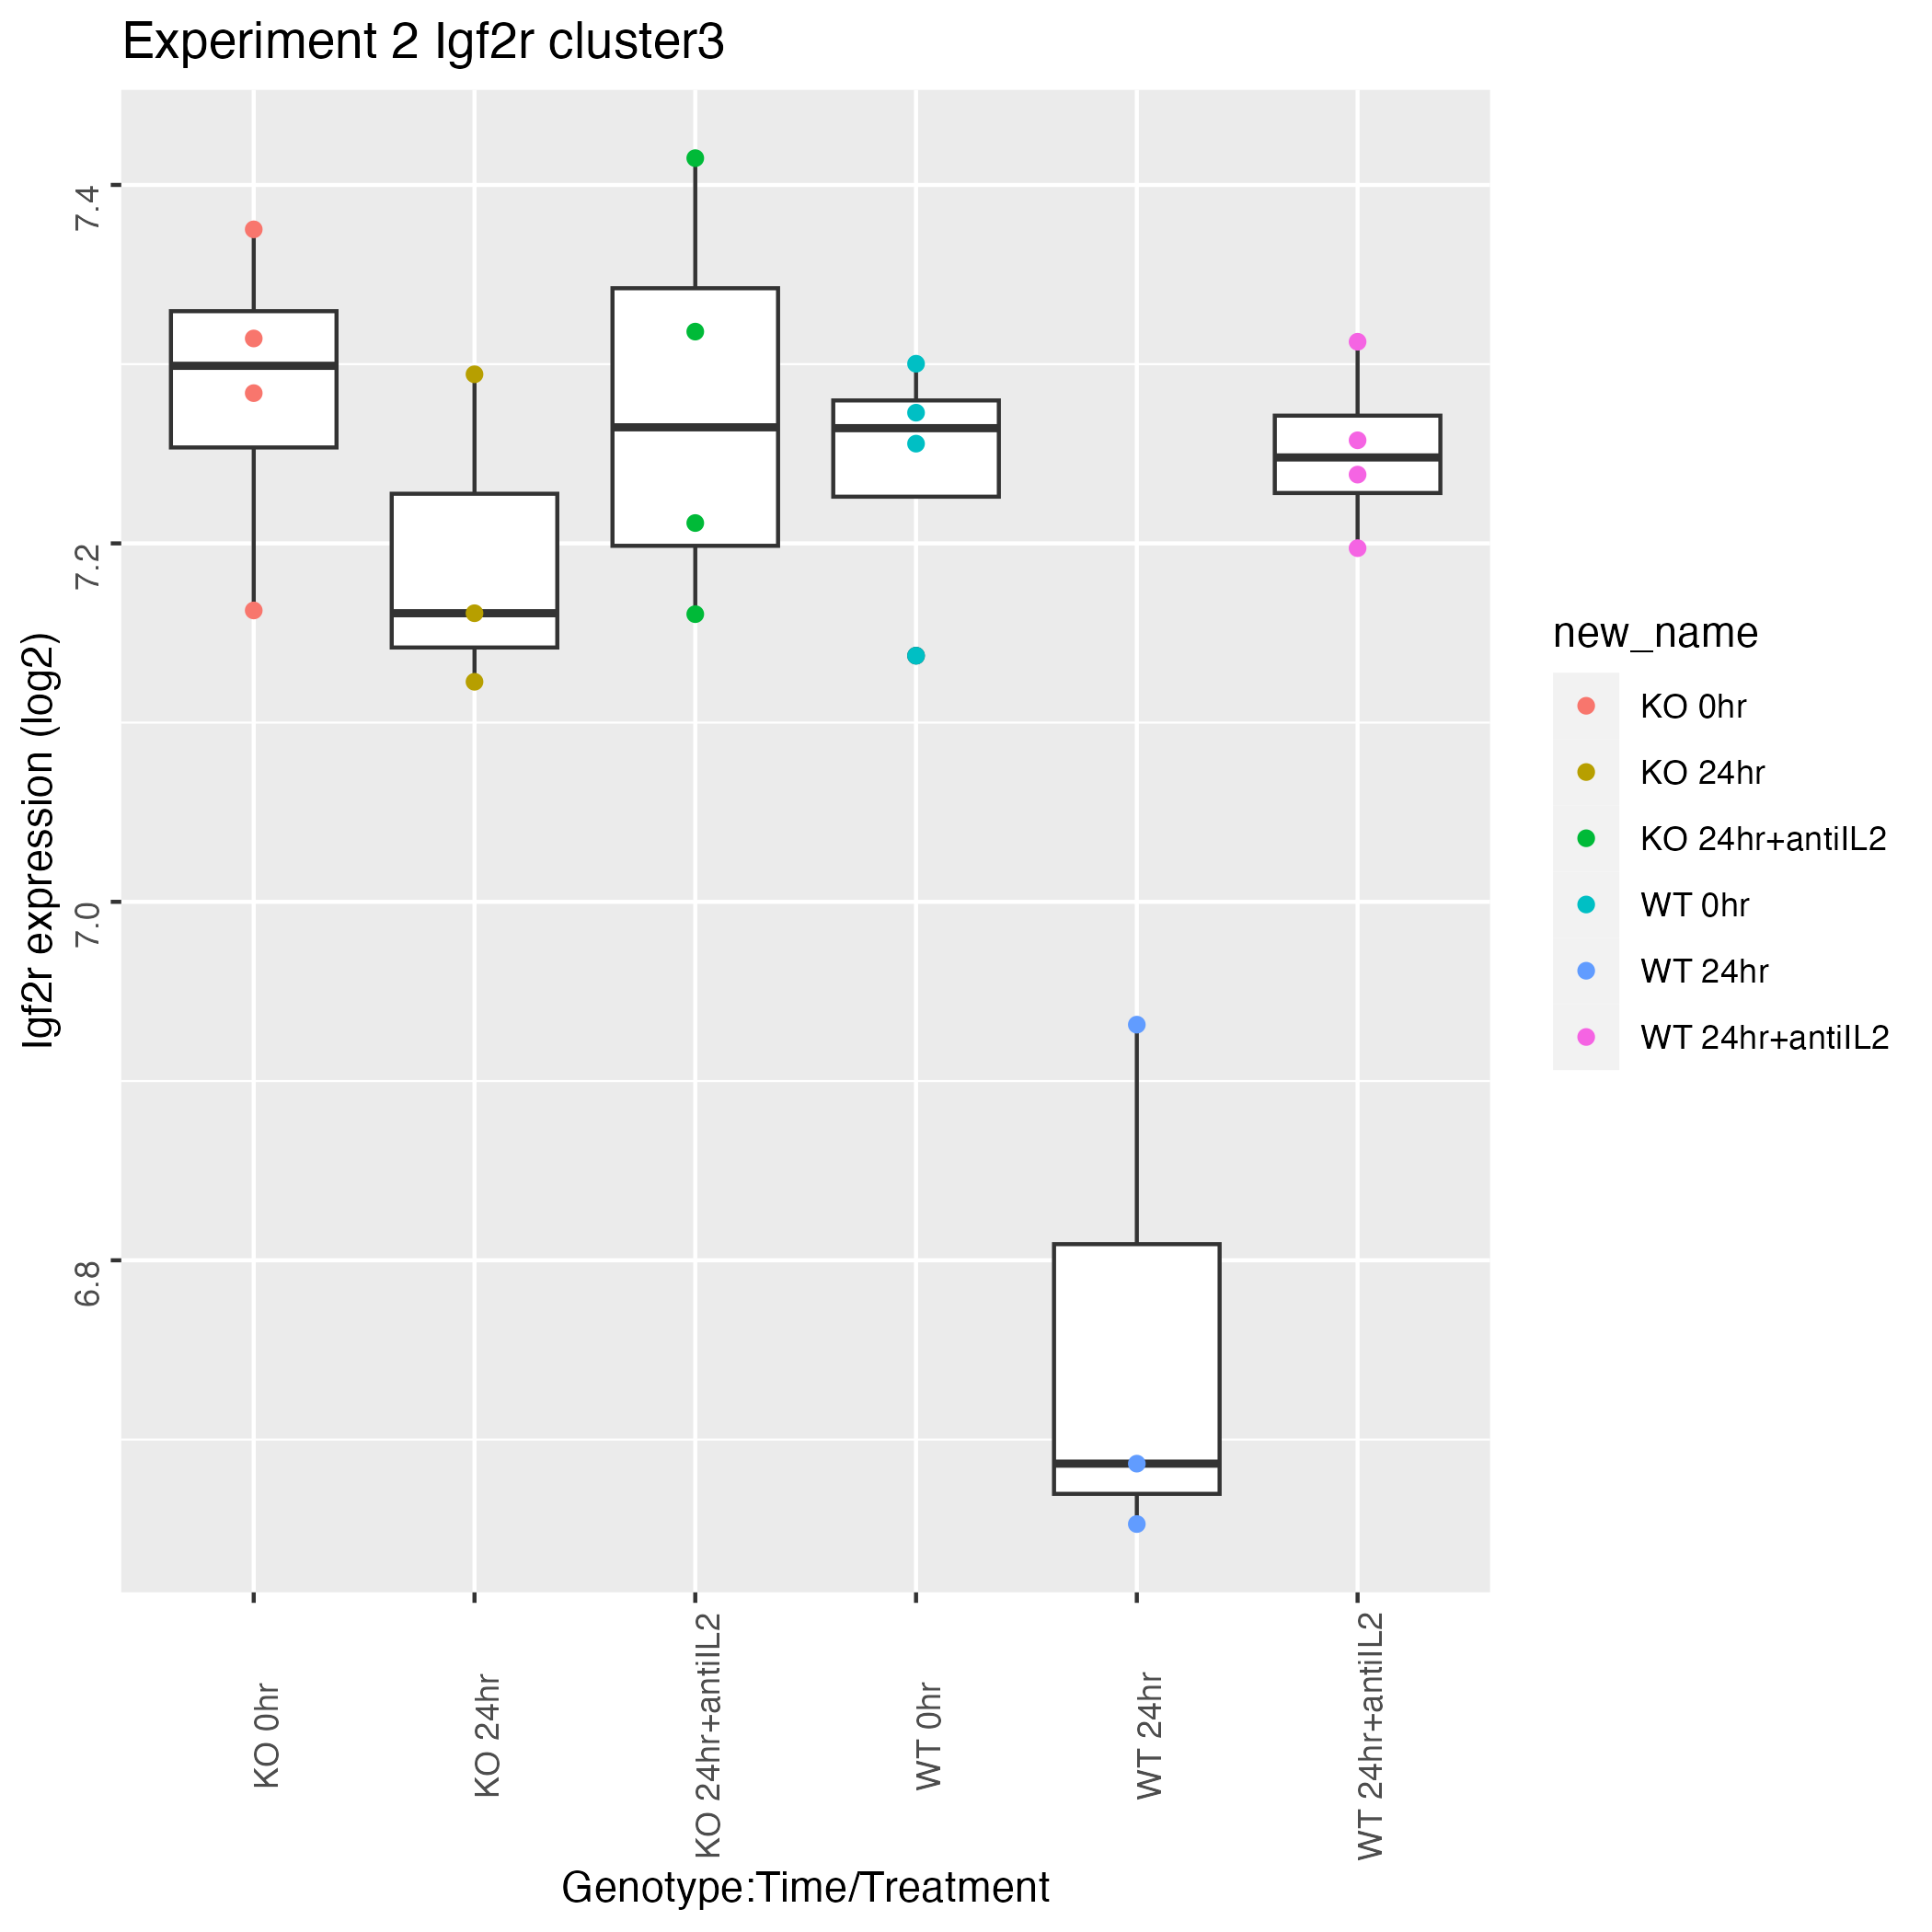 Experiment 2 Igf2r cluster3
Igf2r expression (log2)
7.4
7.2
7.0
6.8
KO 0hr
KO 24hr
KO 24hr+antiIL2
WT 0hr
WT 24hr
WT 24hr+antiIL2
Genotype:Time/Treatment
new_name
KO 0hr
KO 24hr
KO 24hr+antiIL2
WT 0hr
WT 24hr
WT 24hr+antiIL2